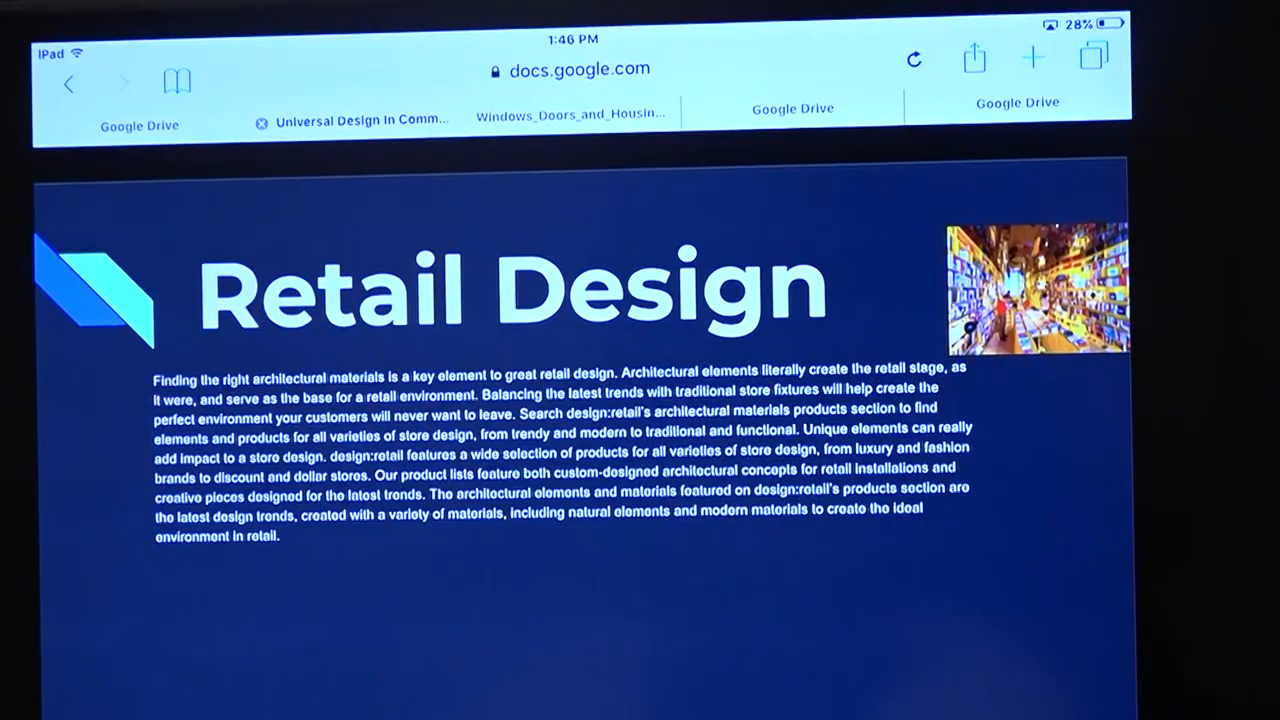 iPad
1:46 PM
28%
docs.google.com
Google Drive
Universal Design in Comm...
Windows_Doors_and_Housin...
Google Drive
Google Drive
Retail Design
Finding the right architectural materials is a key element to great retail design. Architectural elements literally create the retail stage, as
it were, and serve as the base for a retail environment. Balancing the latest trends with traditional store fixtures will help create the
perfect environment your customers will never want to leave. Search design:retail's architectural materials products section to find
elements and products for all varieties of store design, from trendy and modern to traditional and functional. Unique elements can really
add impact to a store design. design:retail features a wide selection of products for all varieties of store design, from luxury and fashion
brands to discount and dollar stores. Our product lists feature both custom-designed architectural concepts for retail installations and
creative pieces designed for the latest trends. The architectural elements and materials featured on design:retail's products section are
the latest design trends, created with a variety of materials, including natural elements and modern materials to create the ideal
environment in retail.